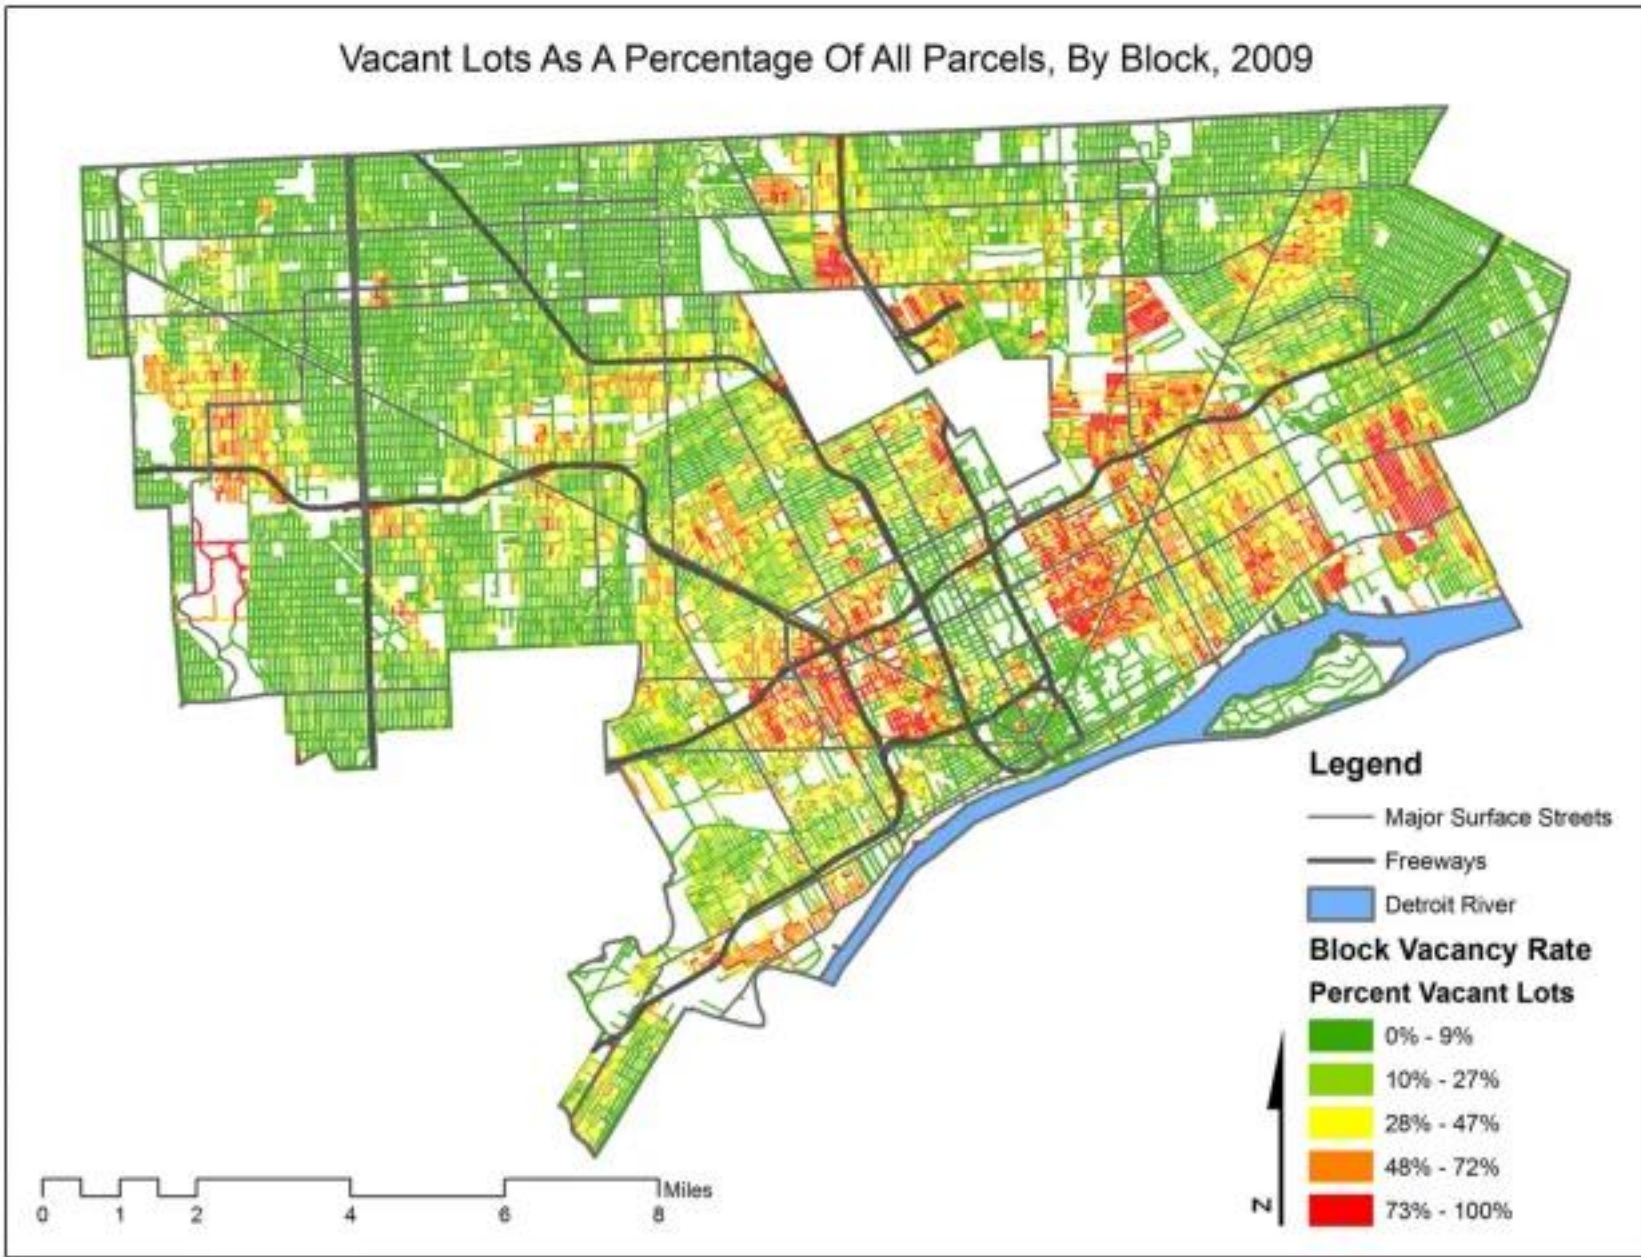 Vacant Lots As A Percentage Of All Parcels, By Block, 2009
Legend
Major Surface Streets
Freeways
Detroit River
Block Vacancy Rate
Percent Vacant Lots
0% - 9%
10% - 27%
28% - 47%
48% - 72%
73% - 100%
N
Miles
0 1 2 4 6 8